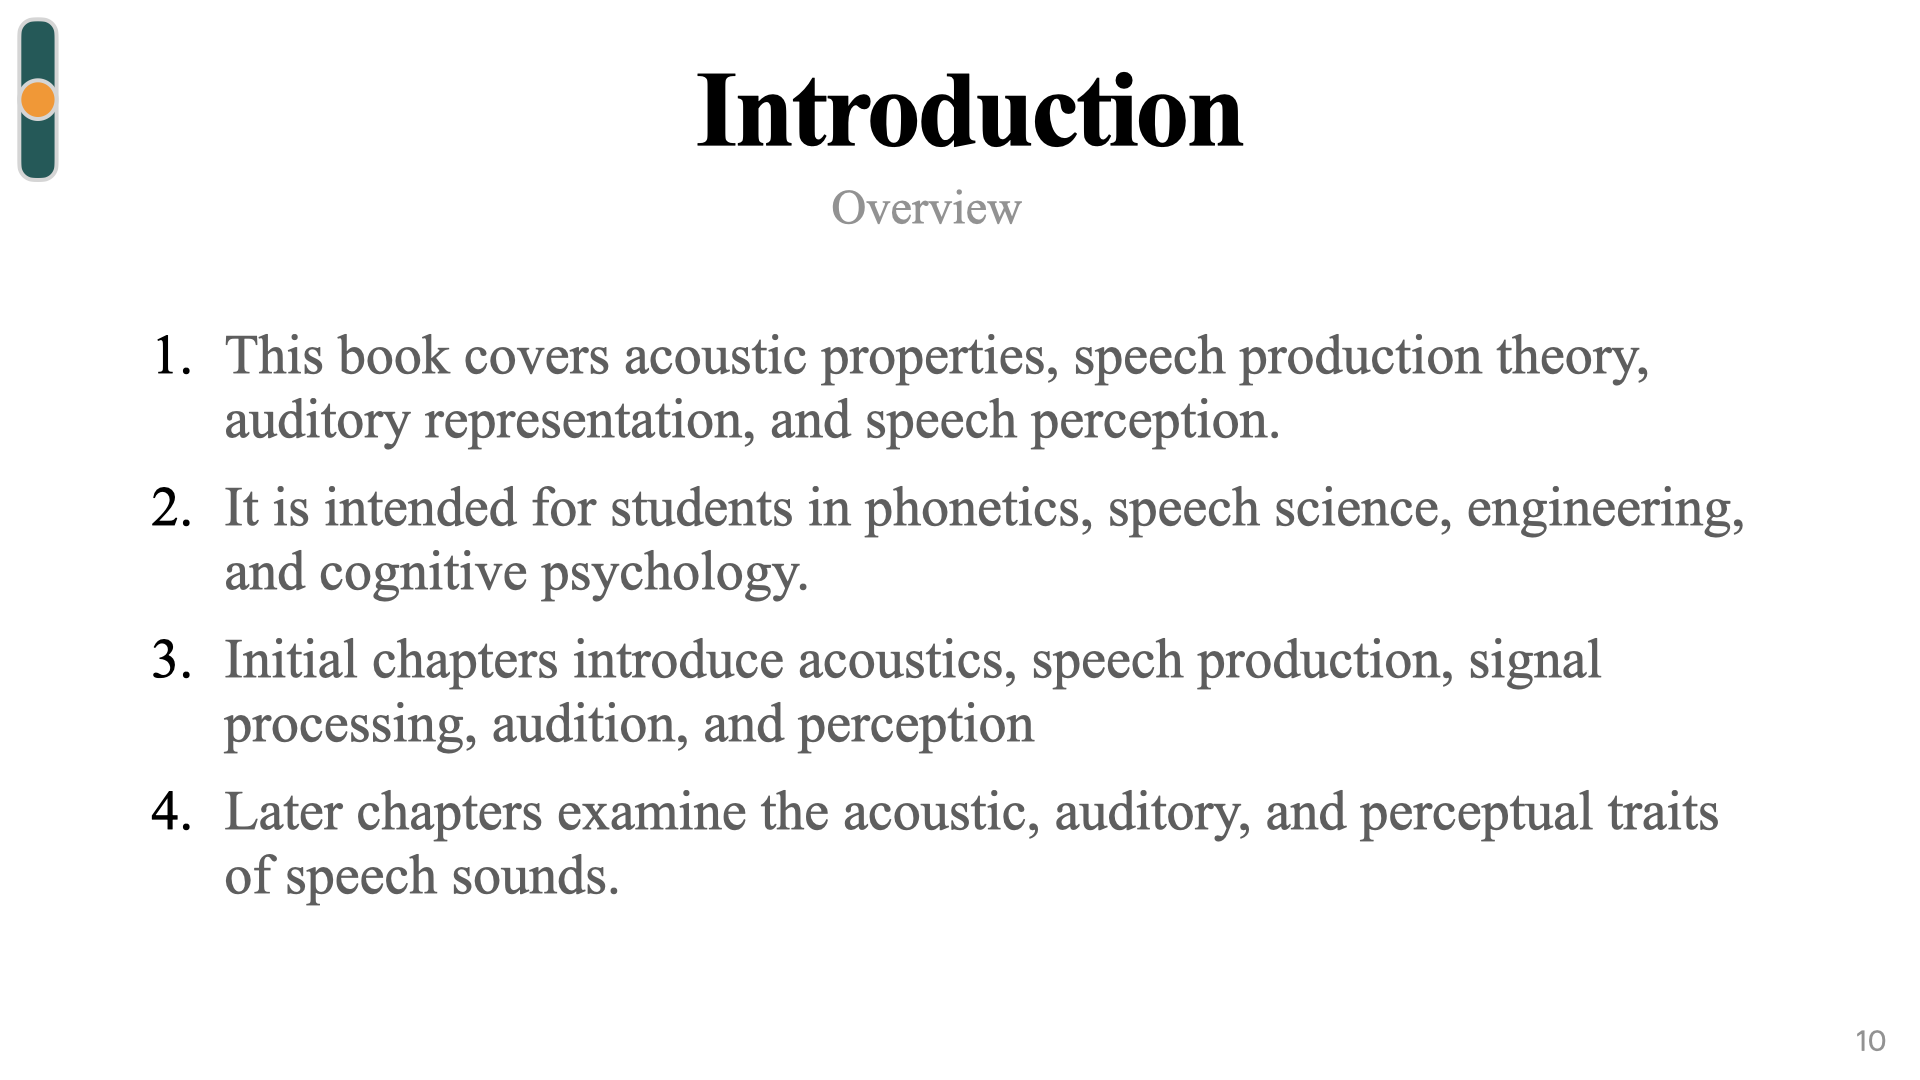 Introduction
Overview
1. This book covers acoustic properties, speech production theory,
auditory representation, and speech perception.
2. It is intended for students in phonetics, speech science, engineering,
and cognitive psychology.
3. Initial chapters introduce acoustics, speech production, signal
processing, audition, and perception
4. Later chapters examine the acoustic, auditory, and perceptual traits
of speech sounds.
10